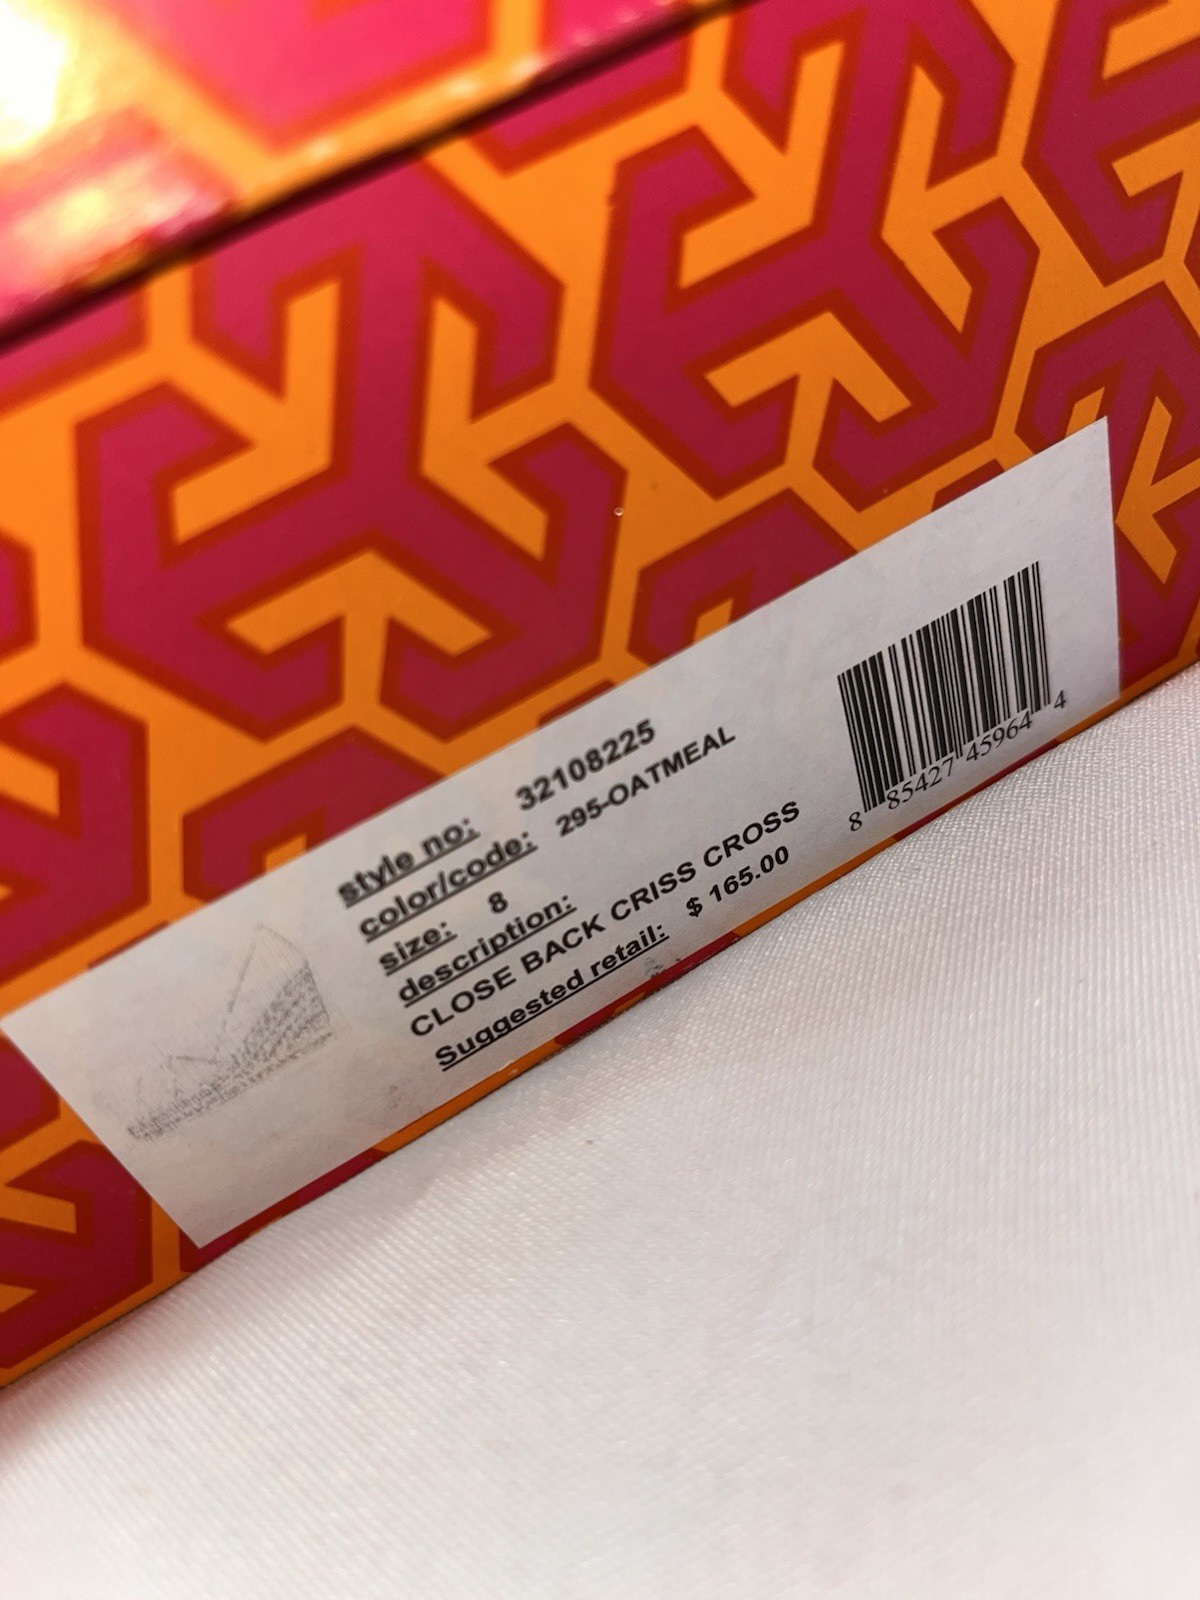 style no: 32108225
color/code: 295-OATMEAL
size: 8
description:
CLOSE BACK CRISS CROSS
Suggested retail: $ 165.00
8 85427 45964 4